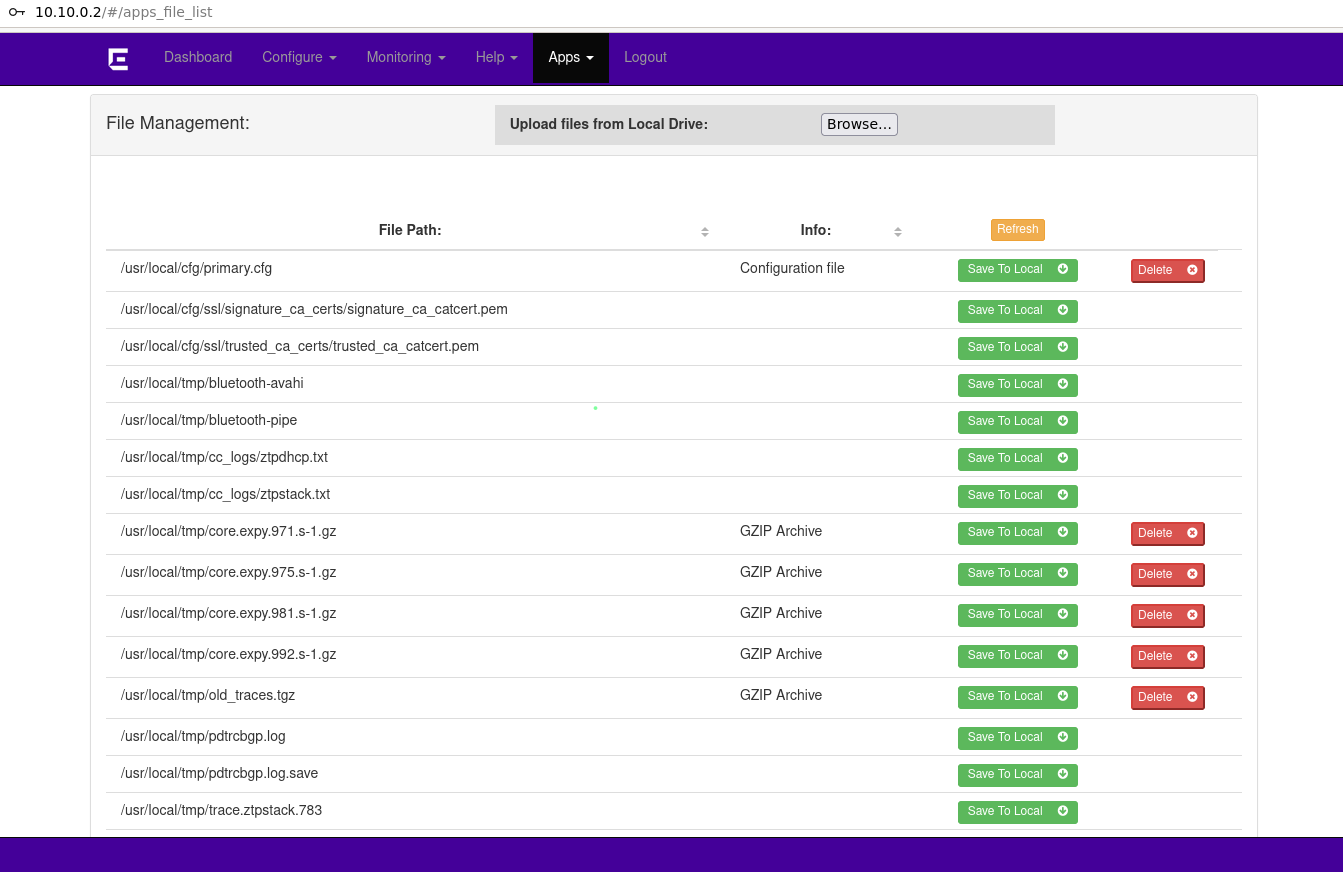 10.10.0.2/#/apps_file_list
Dashboard Configure Monitoring Help Apps Logout
File Management: Upload files from Local Drive: Browse...
File Path: Info: Refresh
/usr/local/cfg/primary.cfg Configuration file Save To Local Delete
/usr/local/cfg/ssl/signature_ca_certs/signature_ca_catcert.pem Save To Local
/usr/local/cfg/ssl/trusted_ca_certs/trusted_ca_catcert.pem Save To Local
/usr/local/tmp/bluetooth-avahi Save To Local
/usr/local/tmp/bluetooth-pipe Save To Local
/usr/local/tmp/cc_logs/ztpdhcp.txt Save To Local
/usr/local/tmp/cc_logs/ztpstack.txt Save To Local
/usr/local/tmp/core.expy.971.s-1.gz GZIP Archive Save To Local Delete
/usr/local/tmp/core.expy.975.s-1.gz GZIP Archive Save To Local Delete
/usr/local/tmp/core.expy.981.s-1.gz GZIP Archive Save To Local Delete
/usr/local/tmp/core.expy.992.s-1.gz GZIP Archive Save To Local Delete
/usr/local/tmp/old_traces.tgz GZIP Archive Save To Local Delete
/usr/local/tmp/pdtrcbgp.log Save To Local
/usr/local/tmp/pdtrcbgp.log.save Save To Local
/usr/local/tmp/trace.ztpstack.783 Save To Local